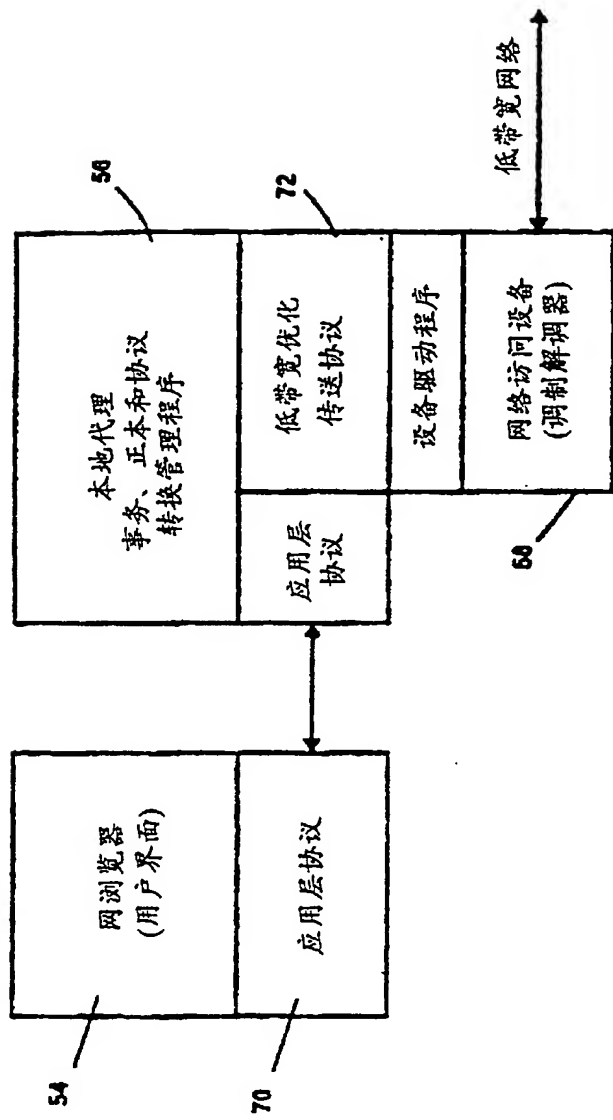 54
网浏览器
(用户界面)
70
应用层协议
56
本地代理
事务、正本和协议
转换管理程序
应用层
协议
72
低带宽优化
传送协议
设备驱动程序
网络访问设备
(调制解调器)
58
低带宽网络